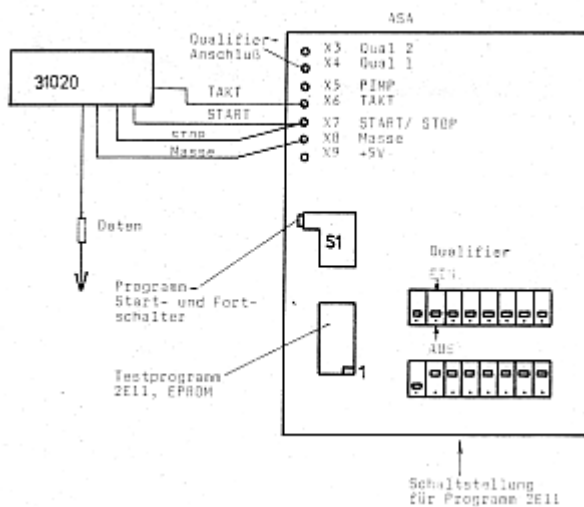 ASA
Qualifier-
Anschluß
X3 Qual 2
X4 Qual 1
X5 PIMP
X6 TAKT
X7 START/ STOP
X8 Masse
X9 +5V
31020
TAKT
START
STOP
Masse
Daten
S1
Programm-
Start- und Fort-
schalter
Qualifier
EIN
AUS
Testprogramm
2E11, EPROM
1
Schaltstellung
für Programm 2E11